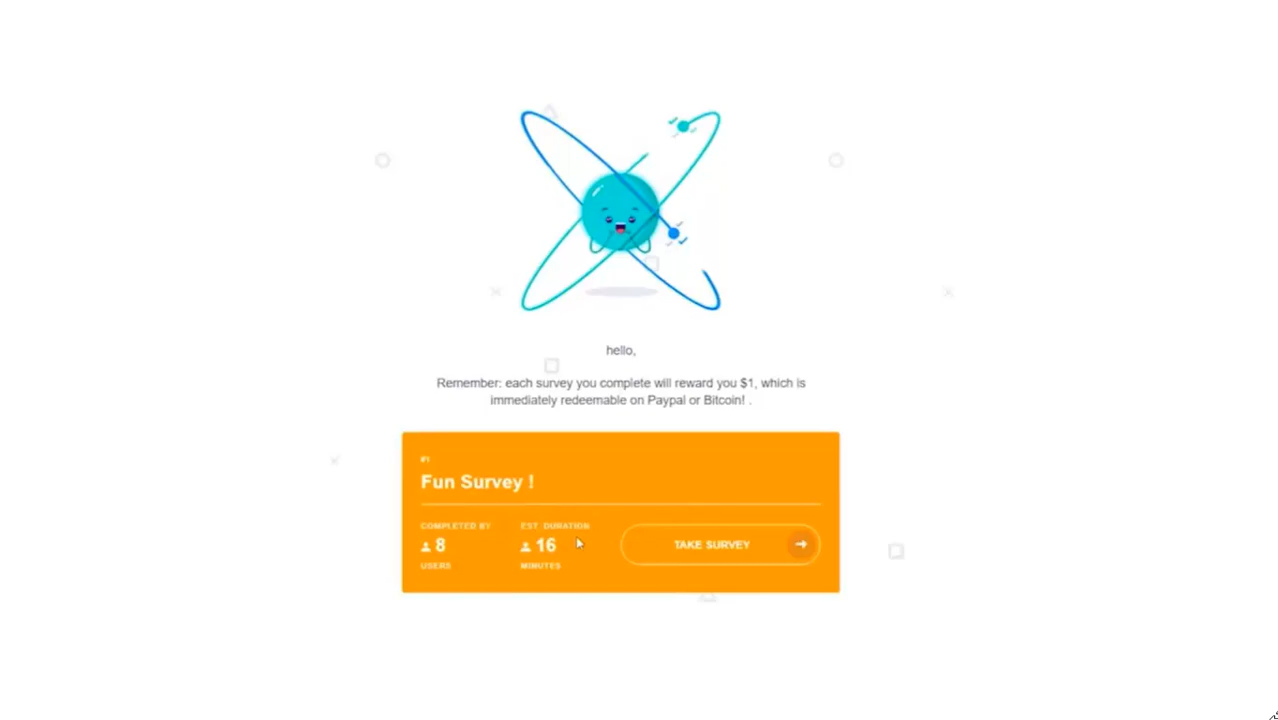 hello,
Remember: each survey you complete will reward you $1, which is
immediately redeemable on Paypal or Bitcoin! .
#1
Fun Survey !
COMPLETED BY
8
USERS
EST. DURATION
16
MINUTES
TAKE SURVEY